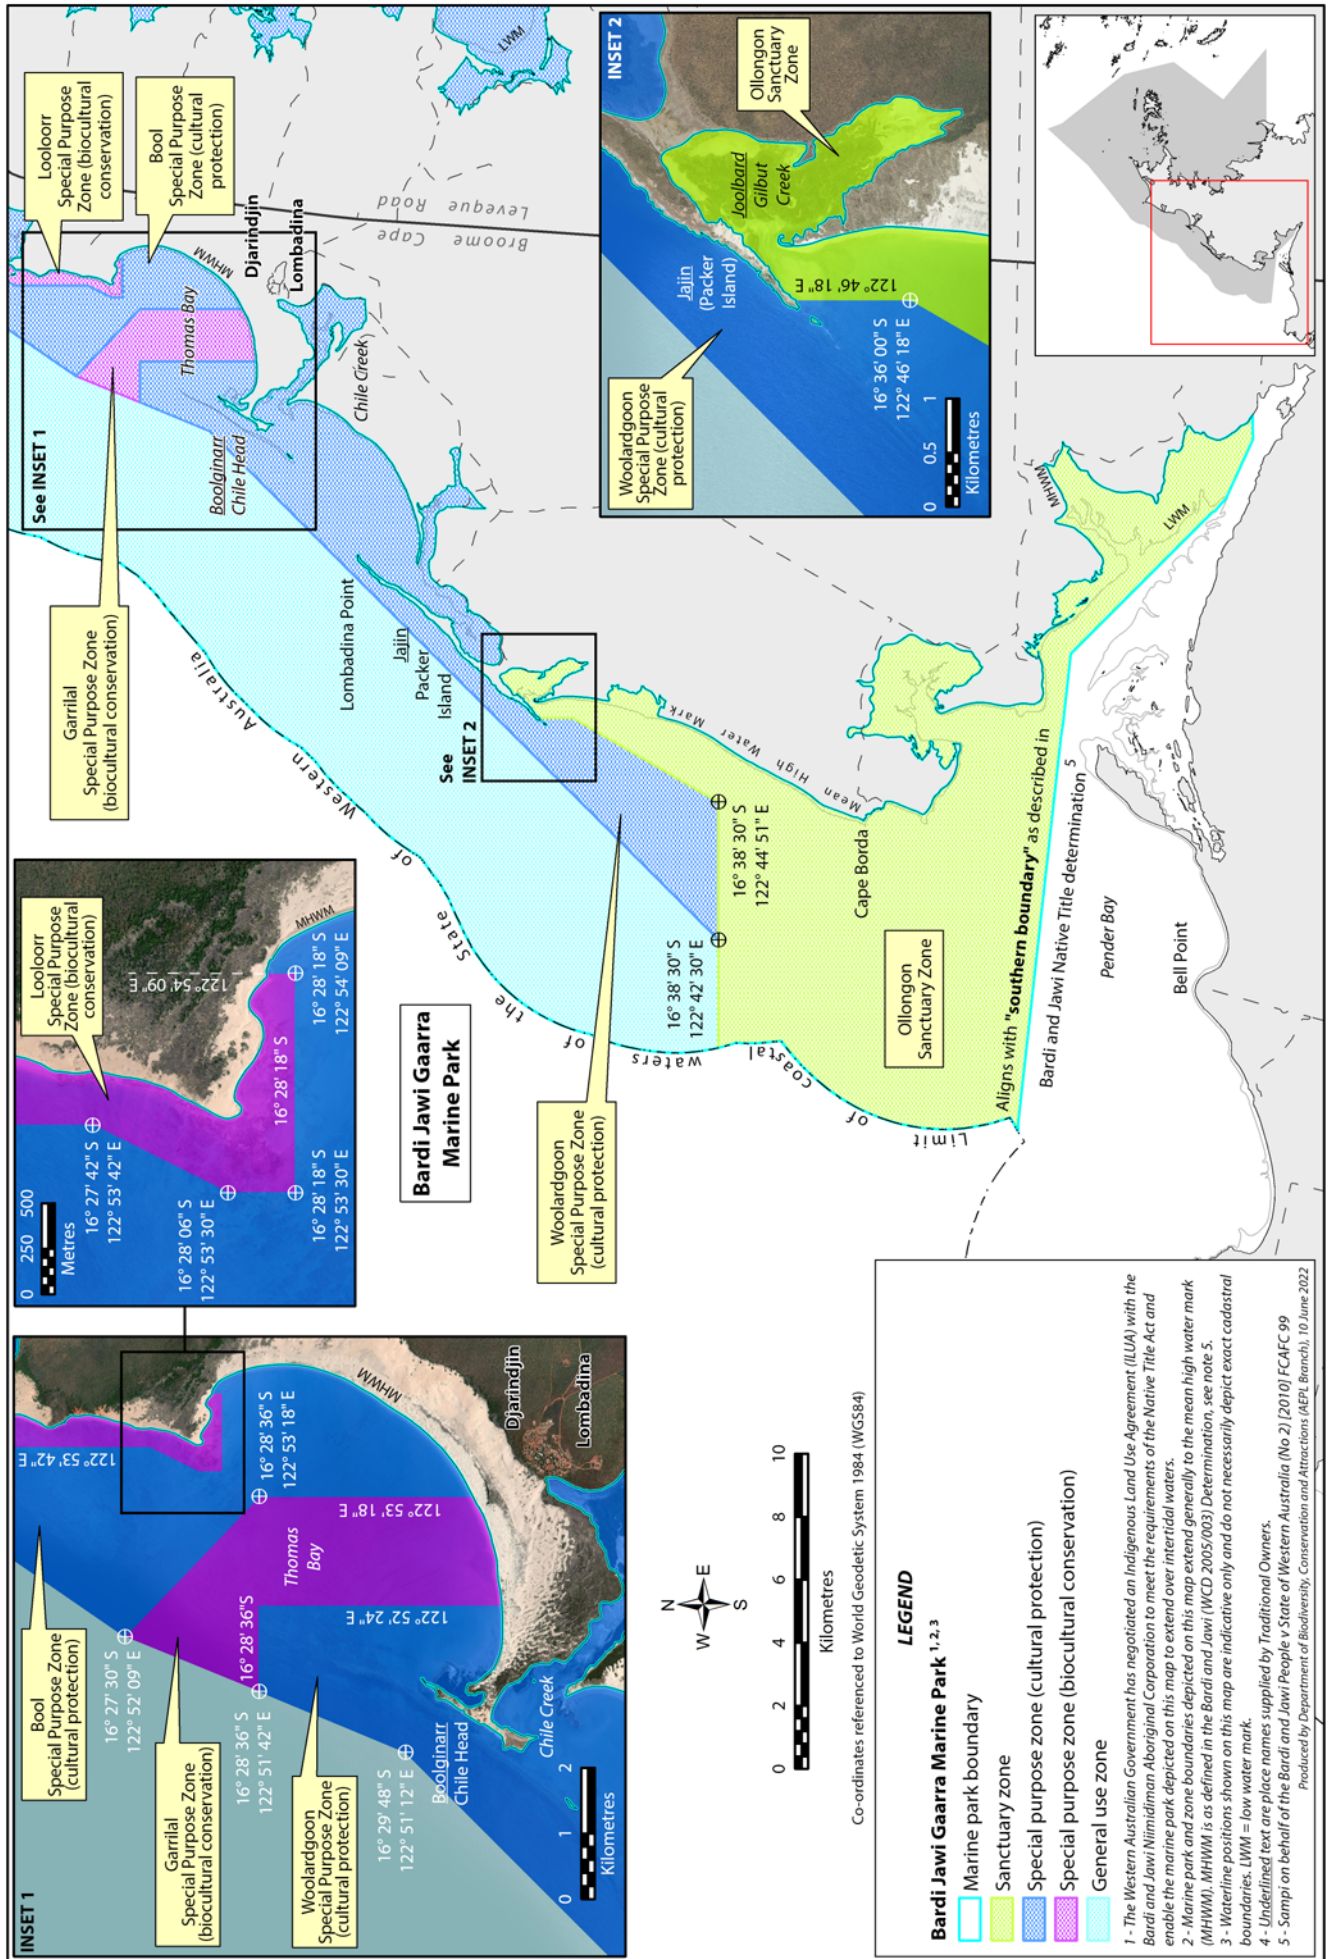 INSET 1
Bool
Special Purpose Zone
(cultural protection)
16° 27' 30" S
122° 52' 09" E
Garrilal
Special Purpose Zone
(biocultural conservation)
16° 28' 36" S
122° 51' 42" E
16° 28' 36"S
Woolardgoon
Special Purpose Zone
(cultural protection)
16° 29' 48" S
122° 51' 12" E
Boolginarr
Chile Head
Chile Creek
Thomas
Bay
122° 52' 24" E
122° 53' 18" E
16° 28' 36" S
122° 53' 18" E
122° 53' 42" E
MHWM
Djarindjin
Lombadina
0 1 2
Kilometres
0 250 500
Metres
Looloorr
Special Purpose
Zone (biocultural
conservation)
16° 27' 42" S
122° 53' 42" E
16° 28' 06" S
122° 53' 30" E
16° 28' 18" S
122° 53' 30" E
16° 28' 18" S
122° 54' 09" E
16° 28' 18" S
122° 54' 09" E
MHWM
Garrilal
Special Purpose Zone
(biocultural conservation)
See INSET 1
Looloorr
Special Purpose
Zone (biocultural
conservation)
Bool
Special Purpose
Zone (cultural
protection)
LWM
Thomas Bay
MHWM
Djarindjin
Lombadina
Boolginarr
Chile Head
Chile Creek
Broome Cape Leveque Road
Bardi Jawi Gaarra
Marine Park
Limit of coastal waters of the State of Western Australia
Lombadina Point
Jajin
Packer
Island
See
INSET 2
Woolardgoon
Special Purpose Zone
(cultural protection)
16° 38' 30" S
122° 42' 30" E
16° 38' 30" S
122° 44' 51" E
Mean High Water Mark
Cape Borda
Ollongon
Sanctuary Zone
Aligns with "southern boundary" as described in
Bardi and Jawi Native Title determination 5
Pender Bay
Bell Point
MHWM
LWM
INSET 2
Ollongon
Sanctuary
Zone
Joolbard
Gilbut
Creek
Jajin
(Packer
Island)
Woolardgoon
Special Purpose
Zone (cultural
protection)
122° 46' 18" E
16° 36' 00" S
122° 46' 18" E
0 0.5 1
Kilometres
N
W E
S
0 2 4 6 8 10
Kilometres
Co-ordinates referenced to World Geodetic System 1984 (WGS84)
LEGEND
Bardi Jawi Gaarra Marine Park 1, 2, 3
Marine park boundary
Sanctuary zone
Special purpose zone (cultural protection)
Special purpose zone (biocultural conservation)
General use zone
1 - The Western Australian Government has negotiated an Indigenous Land Use Agreement (ILUA) with the
Bardi and Jawi Niimidiman Aboriginal Corporation to meet the requirements of the Native Title Act and
enable the marine park depicted on this map to extend over intertidal waters.
2 - Marine park and zone boundaries depicted on this map extend generally to the mean high water mark
(MHWM). MHWM is as defined in the Bardi and Jawi (WCD 2005/003) Determination, see note 5.
3 - Waterline positions shown on this map are indicative only and do not necessarily depict exact cadastral
boundaries. LWM = low water mark.
4 - Underlined text are place names supplied by Traditional Owners.
5 - Sampi on behalf of the Bardi and Jawi People v State of Western Australia (No 2) [2010] FCAFC 99
Produced by Department of Biodiversity, Conservation and Attractions (AEPL Branch), 10 June 2022